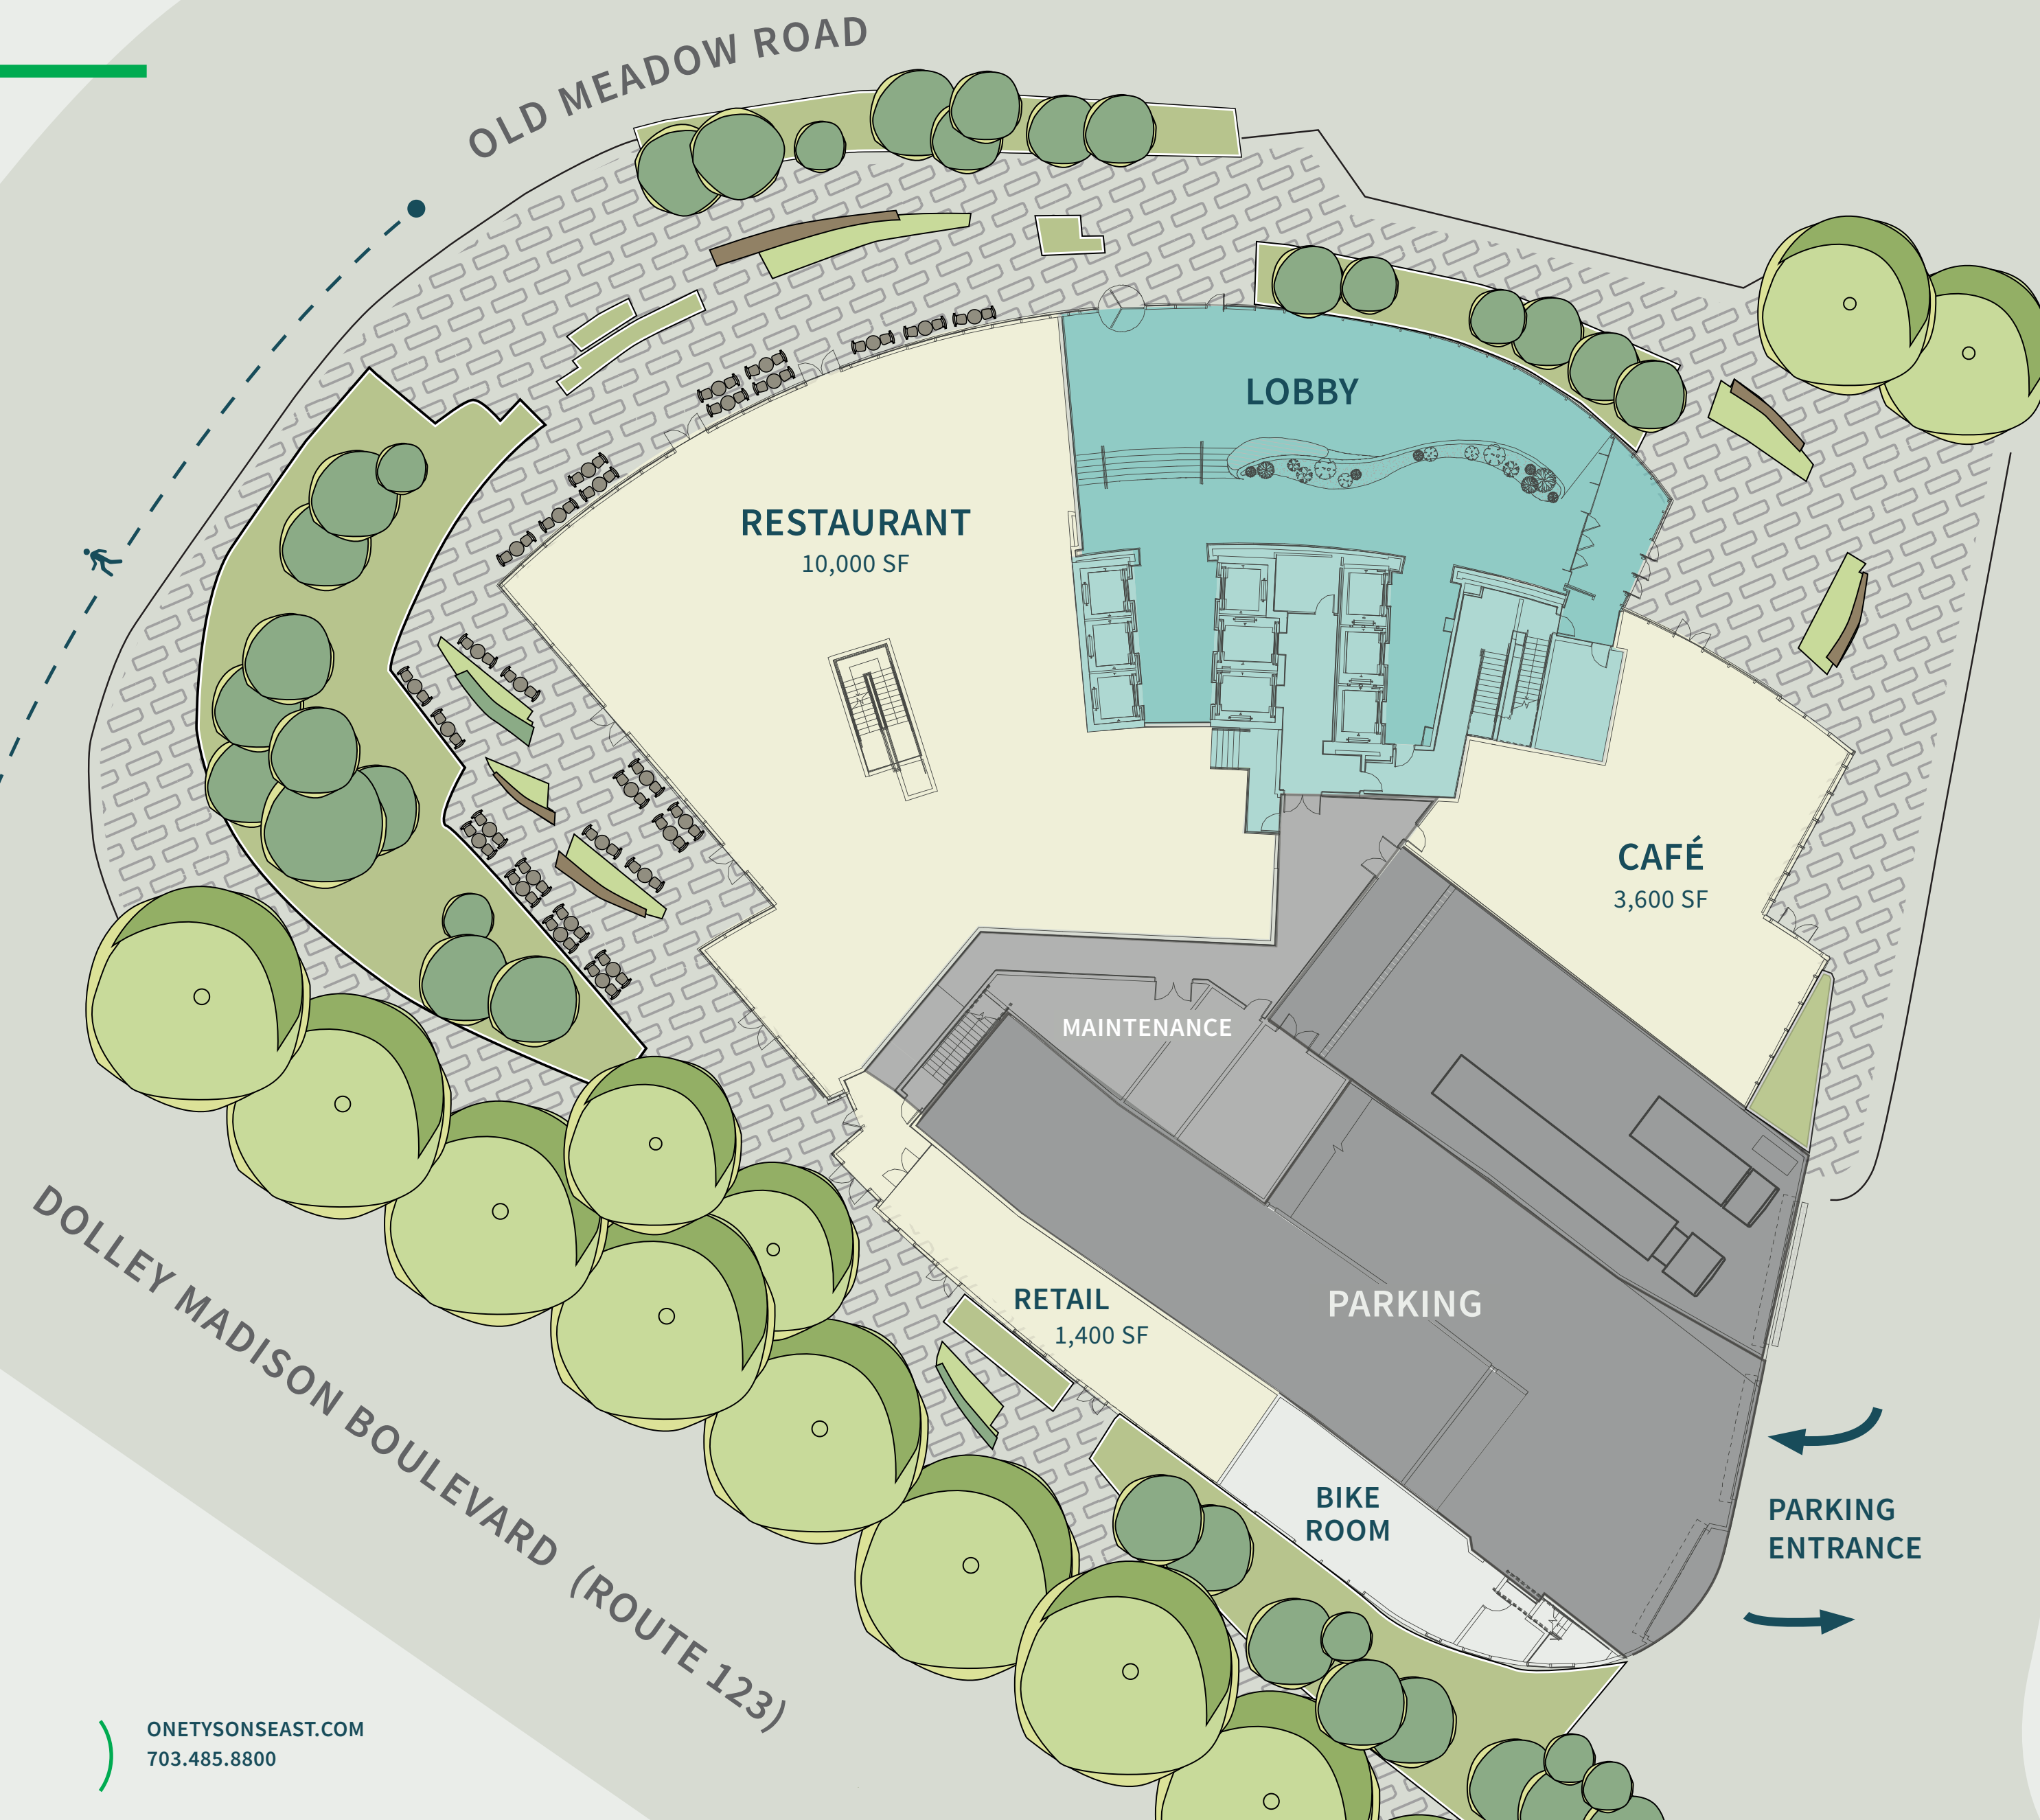 OLD MEADOW ROAD
LOBBY
RESTAURANT
10,000 SF
CAFÉ
3,600 SF
MAINTENANCE
RETAIL
1,400 SF
PARKING
BIKE
ROOM
PARKING
ENTRANCE
DOLLEY MADISON BOULEVARD (ROUTE 123)
ONETYSONSEAST.COM
703.485.8800